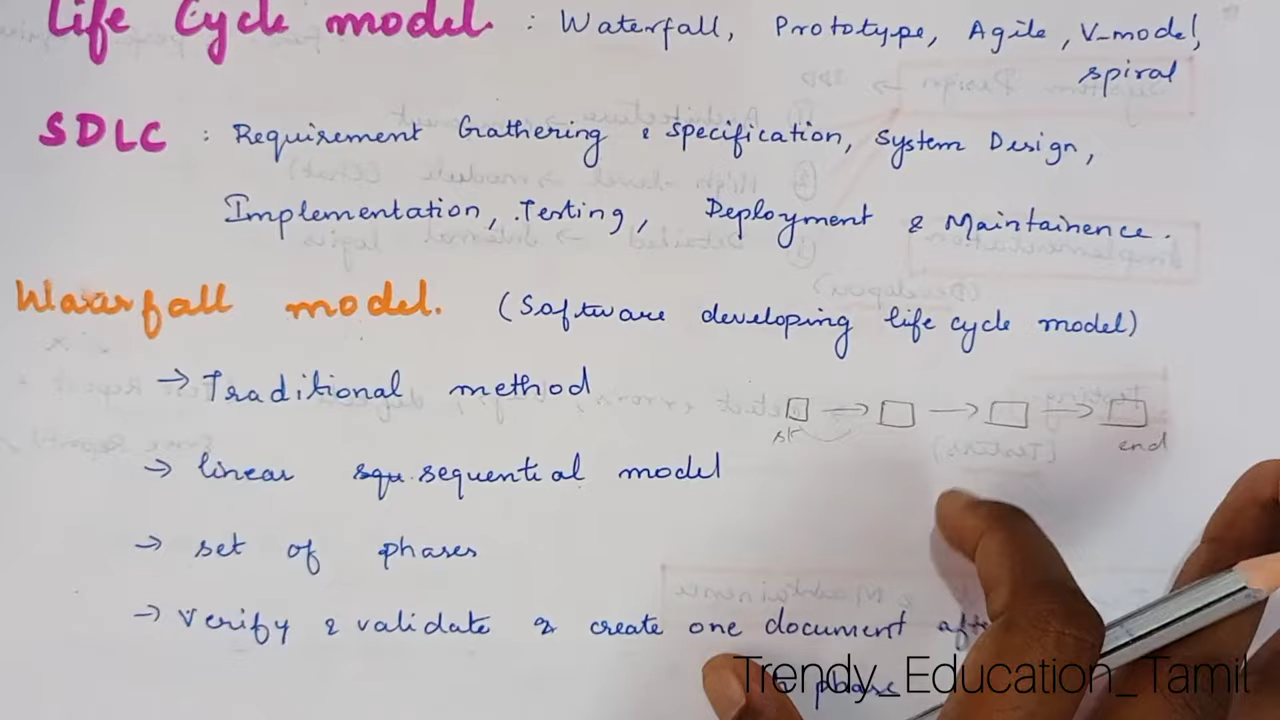 Life Cycle model. : Waterfall, Prototype, Agile, V-model,
spiral
SDLC : Requirement Gathering & specification, System Design,
Implementation, Testing, Deployment & Maintainence.
model. (Software developing life cycle model)
→ Traditional method
→ linear squ. sequential model
st end
→ set of phases
→ Verify & validate & create one document
phase
Trendy_Education_Tamil